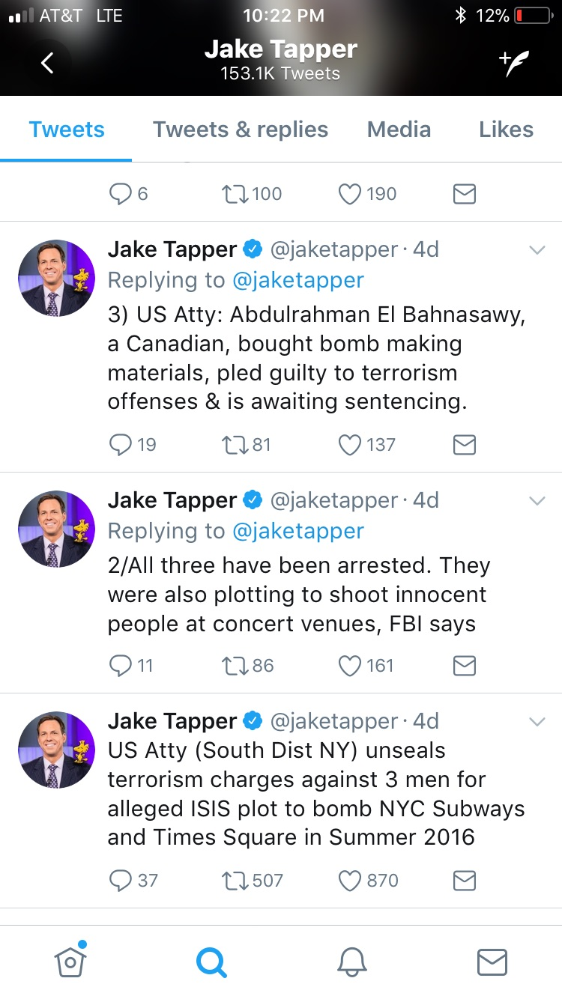 AT&T LTE 10:22 PM 12%
Jake Tapper
153.1K Tweets
Tweets Tweets & replies Media Likes
6 100 190
Jake Tapper @jaketapper · 4d
Replying to @jaketapper
3) US Atty: Abdulrahman El Bahnasawy,
a Canadian, bought bomb making
materials, pled guilty to terrorism
offenses & is awaiting sentencing.
19 81 137
Jake Tapper @jaketapper · 4d
Replying to @jaketapper
2/All three have been arrested. They
were also plotting to shoot innocent
people at concert venues, FBI says
11 86 161
Jake Tapper @jaketapper · 4d
US Atty (South Dist NY) unseals
terrorism charges against 3 men for
alleged ISIS plot to bomb NYC Subways
and Times Square in Summer 2016
37 507 870